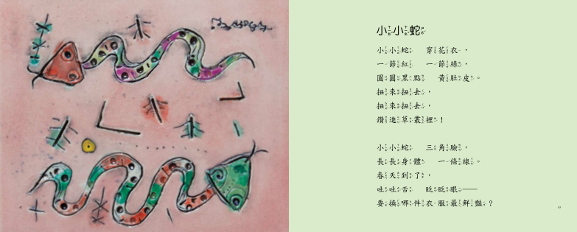 小小蛇
小小蛇 穿花衣，
一節紅 一節綠，
圓圓黑點 黃肚皮。
扭來扭去，
扭來扭去，
鑽進草叢裡！
小小蛇 三角臉，
長長身體 一條線。
春天到了，
吐吐舌 眨眨眼——
要換哪件衣服最鮮豔？